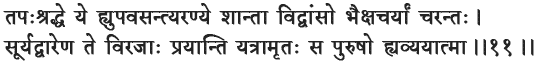 तपःश्रद्धे ये ह्युपवसन्त्यरण्ये शान्ता विद्वांसो भैक्षचर्यां चरन्तः ।
सूर्यद्वारेण ते विरजाः प्रयान्ति यत्रामृतः स पुरुषो ह्यव्ययात्मा ।।११।।